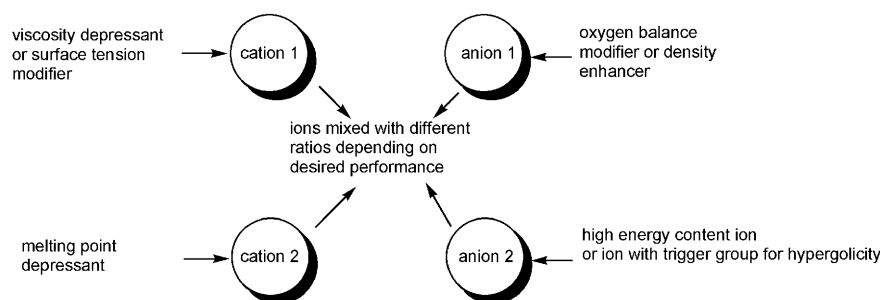 viscosity depressant
or surface tension
modifier
cation 1
anion 1
oxygen balance
modifier or density
enhancer
ions mixed with different
ratios depending on
desired performance
melting point
depressant
cation 2
anion 2
high energy content ion
or ion with trigger group for hypergolicity